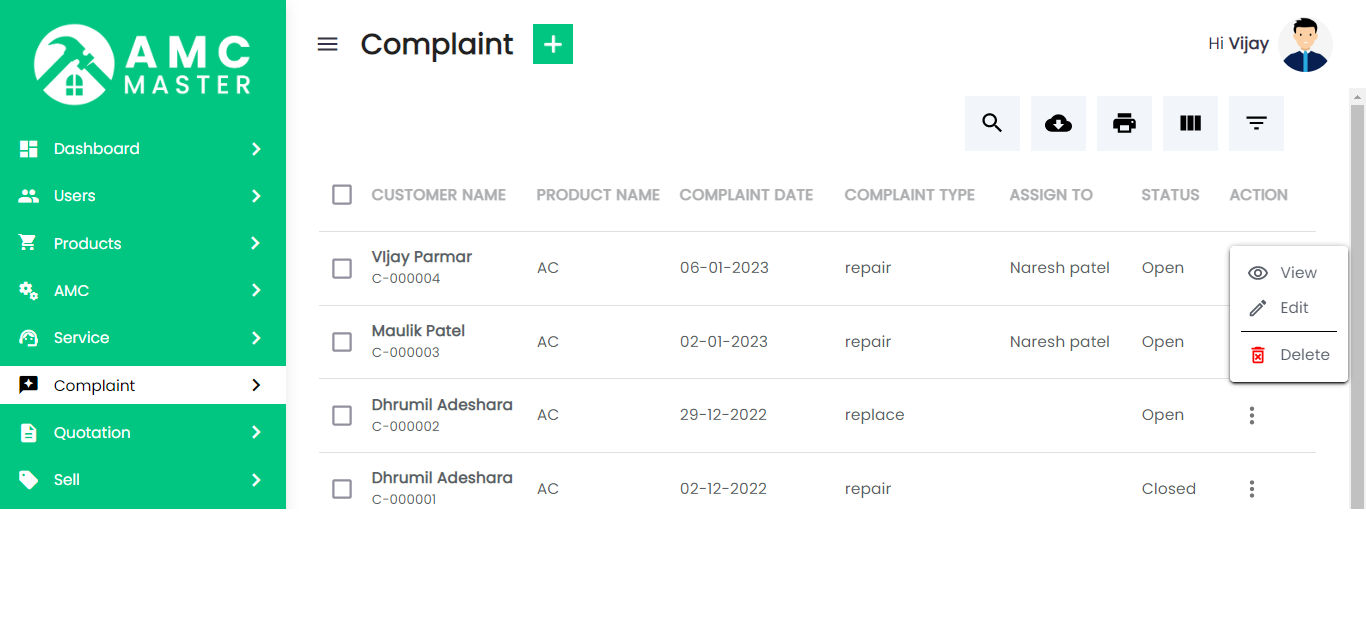 AMC
MASTER
Dashboard
Users
Products
AMC
Service
Complaint
Quotation
Sell
Complaint
Hi Vijay
CUSTOMER NAME PRODUCT NAME COMPLAINT DATE COMPLAINT TYPE ASSIGN TO STATUS ACTION
VIjay Parmar
C-000004
AC 06-01-2023 repair Naresh patel Open
Maulik Patel
C-000003
AC 02-01-2023 repair Naresh patel Open
Dhrumil Adeshara
C-000002
AC 29-12-2022 replace Open
Dhrumil Adeshara
C-000001
AC 02-12-2022 repair Closed
View
Edit
Delete